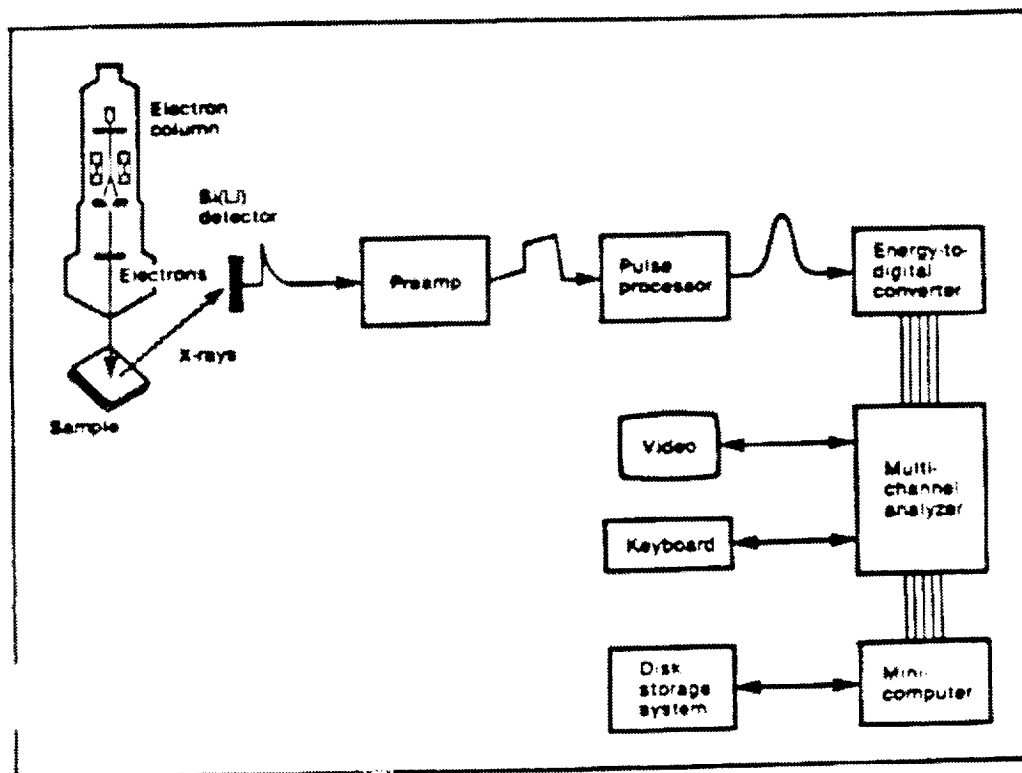 Electron
column
Si(Li)
detector
Electrons
X-rays
Sample
Preamp
Pulse
processor
Energy-to-
digital
converter
Video
Keyboard
Multi-
channel
analyzer
Disk
storage
system
Mini-
computer